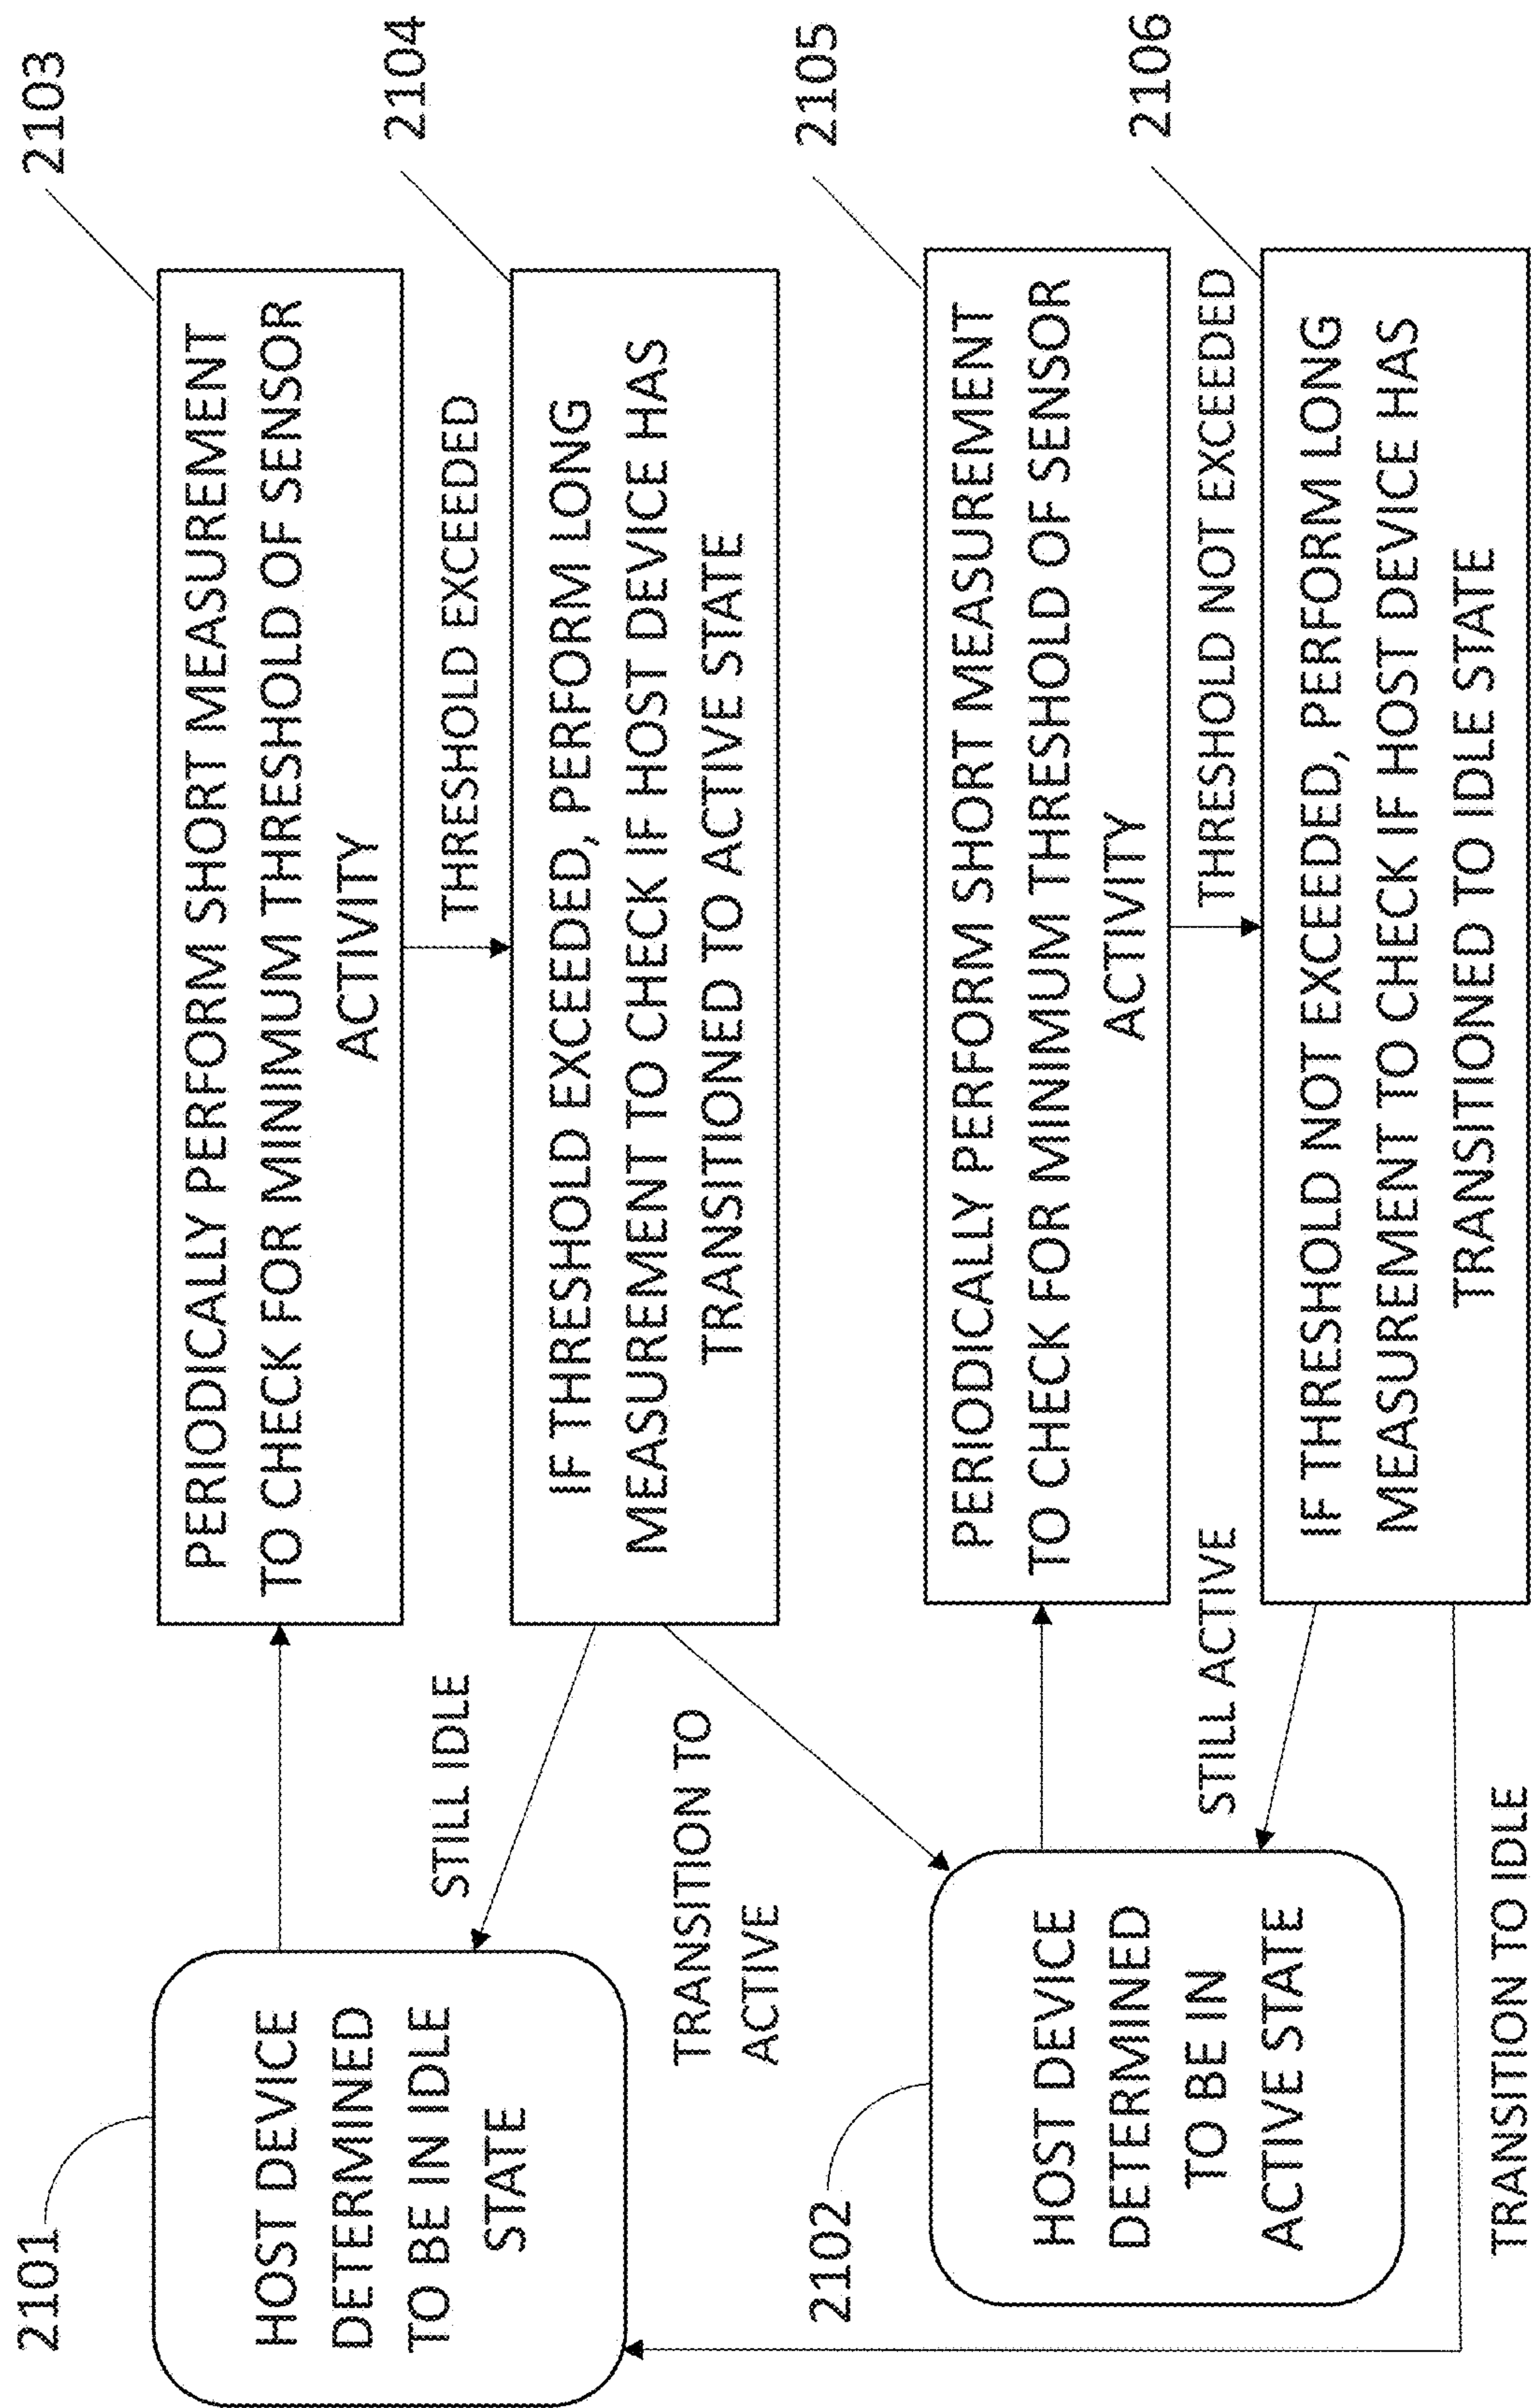 2101
HOST DEVICE
DETERMINED
TO BE IN IDLE
STATE
2103
PERIODICALLY PERFORM SHORT MEASUREMENT
TO CHECK FOR MINIMUM THRESHOLD OF SENSOR
ACTIVITY
THRESHOLD EXCEEDED
2104
IF THRESHOLD EXCEEDED, PERFORM LONG
MEASUREMENT TO CHECK IF HOST DEVICE HAS
TRANSITIONED TO ACTIVE STATE
STILL IDLE
TRANSITION TO
ACTIVE
2102
HOST DEVICE
DETERMINED
TO BE IN
ACTIVE STATE
2105
PERIODICALLY PERFORM SHORT MEASUREMENT
TO CHECK FOR MINIMUM THRESHOLD OF SENSOR
ACTIVITY
THRESHOLD NOT EXCEEDED
2106
IF THRESHOLD NOT EXCEEDED, PERFORM LONG
MEASUREMENT TO CHECK IF HOST DEVICE HAS
TRANSITIONED TO IDLE STATE
STILL ACTIVE
TRANSITION TO IDLE